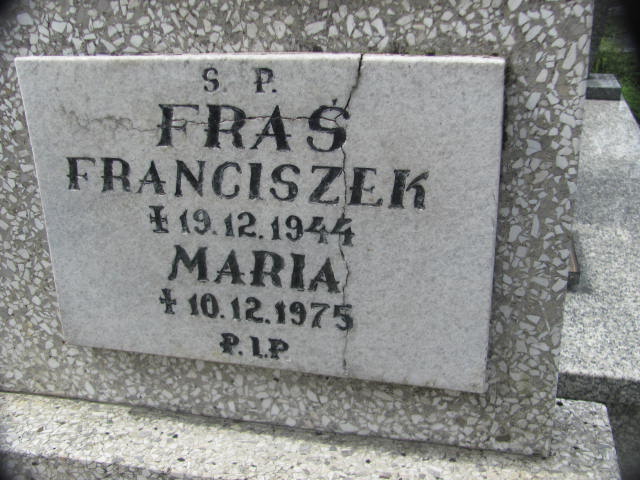 Ś. P.
FRAŚ
FRANCISZEK
✝ 19.12.1944
MARIA
✝ 10.12.1975
P.I.P